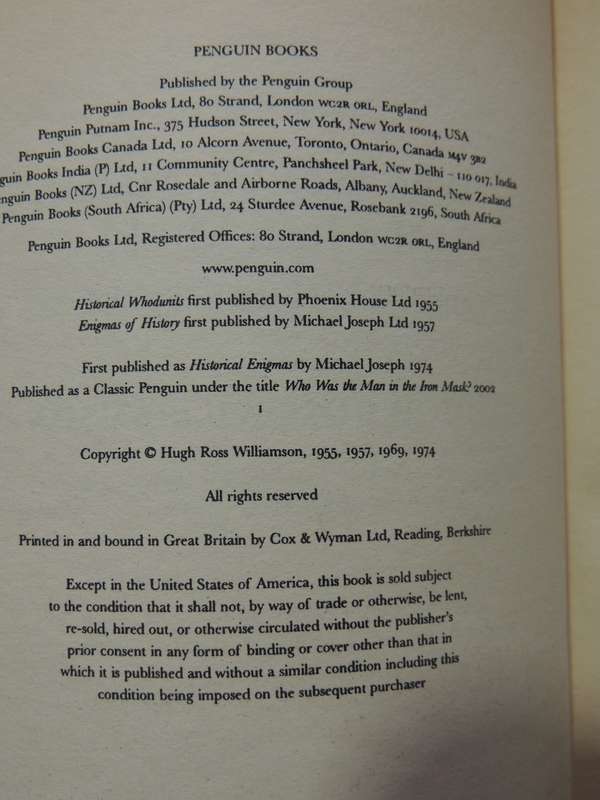 PENGUIN BOOKS
Published by the Penguin Group
Penguin Books Ltd, 80 Strand, London WC2R 0RL, England
Penguin Putnam Inc., 375 Hudson Street, New York, New York 10014, USA
Penguin Books Canada Ltd, 10 Alcorn Avenue, Toronto, Ontario, Canada M4V 3B2
nguin Books India (P) Ltd, 11 Community Centre, Panchsheel Park, New Delhi – 110 017, India
enguin Books (NZ) Ltd, Cnr Rosedale and Airborne Roads, Albany, Auckland, New Zealand
Penguin Books (South Africa) (Pty) Ltd, 24 Sturdee Avenue, Rosebank 2196, South Africa
Penguin Books Ltd, Registered Offices: 80 Strand, London WC2R 0RL, England
www.penguin.com
Historical Whodunits first published by Phoenix House Ltd 1955
Enigmas of History first published by Michael Joseph Ltd 1957
First published as Historical Enigmas by Michael Joseph 1974
Published as a Classic Penguin under the title Who Was the Man in the Iron Mask? 2002
1
Copyright © Hugh Ross Williamson, 1955, 1957, 1969, 1974
All rights reserved
Printed in and bound in Great Britain by Cox & Wyman Ltd, Reading, Berkshire
Except in the United States of America, this book is sold subject
to the condition that it shall not, by way of trade or otherwise, be lent,
re-sold, hired out, or otherwise circulated without the publisher's
prior consent in any form of binding or cover other than that in
which it is published and without a similar condition including this
condition being imposed on the subsequent purchaser